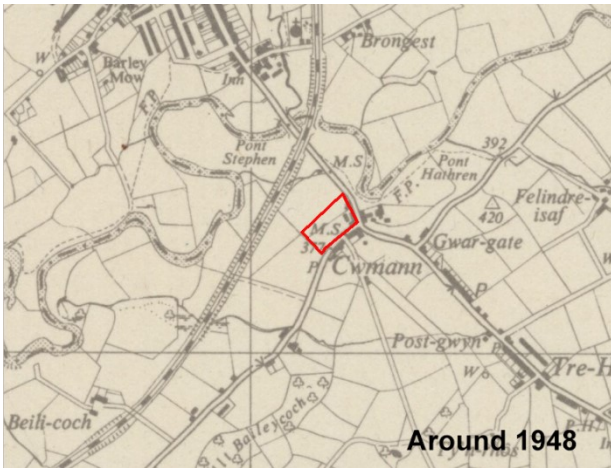 W
Barley
Mow
F.P.
Inn
Brongest
Pont
Stephen
M.S.
392
Pont
Hathren
F.P.
420
Felindre-
isaf
M.S.
P
Cwmann
Gwar-gate
P
Post-gwyn
P
W
Tre-H
Beili-coch
Baileycoch
P.H
Around 1948